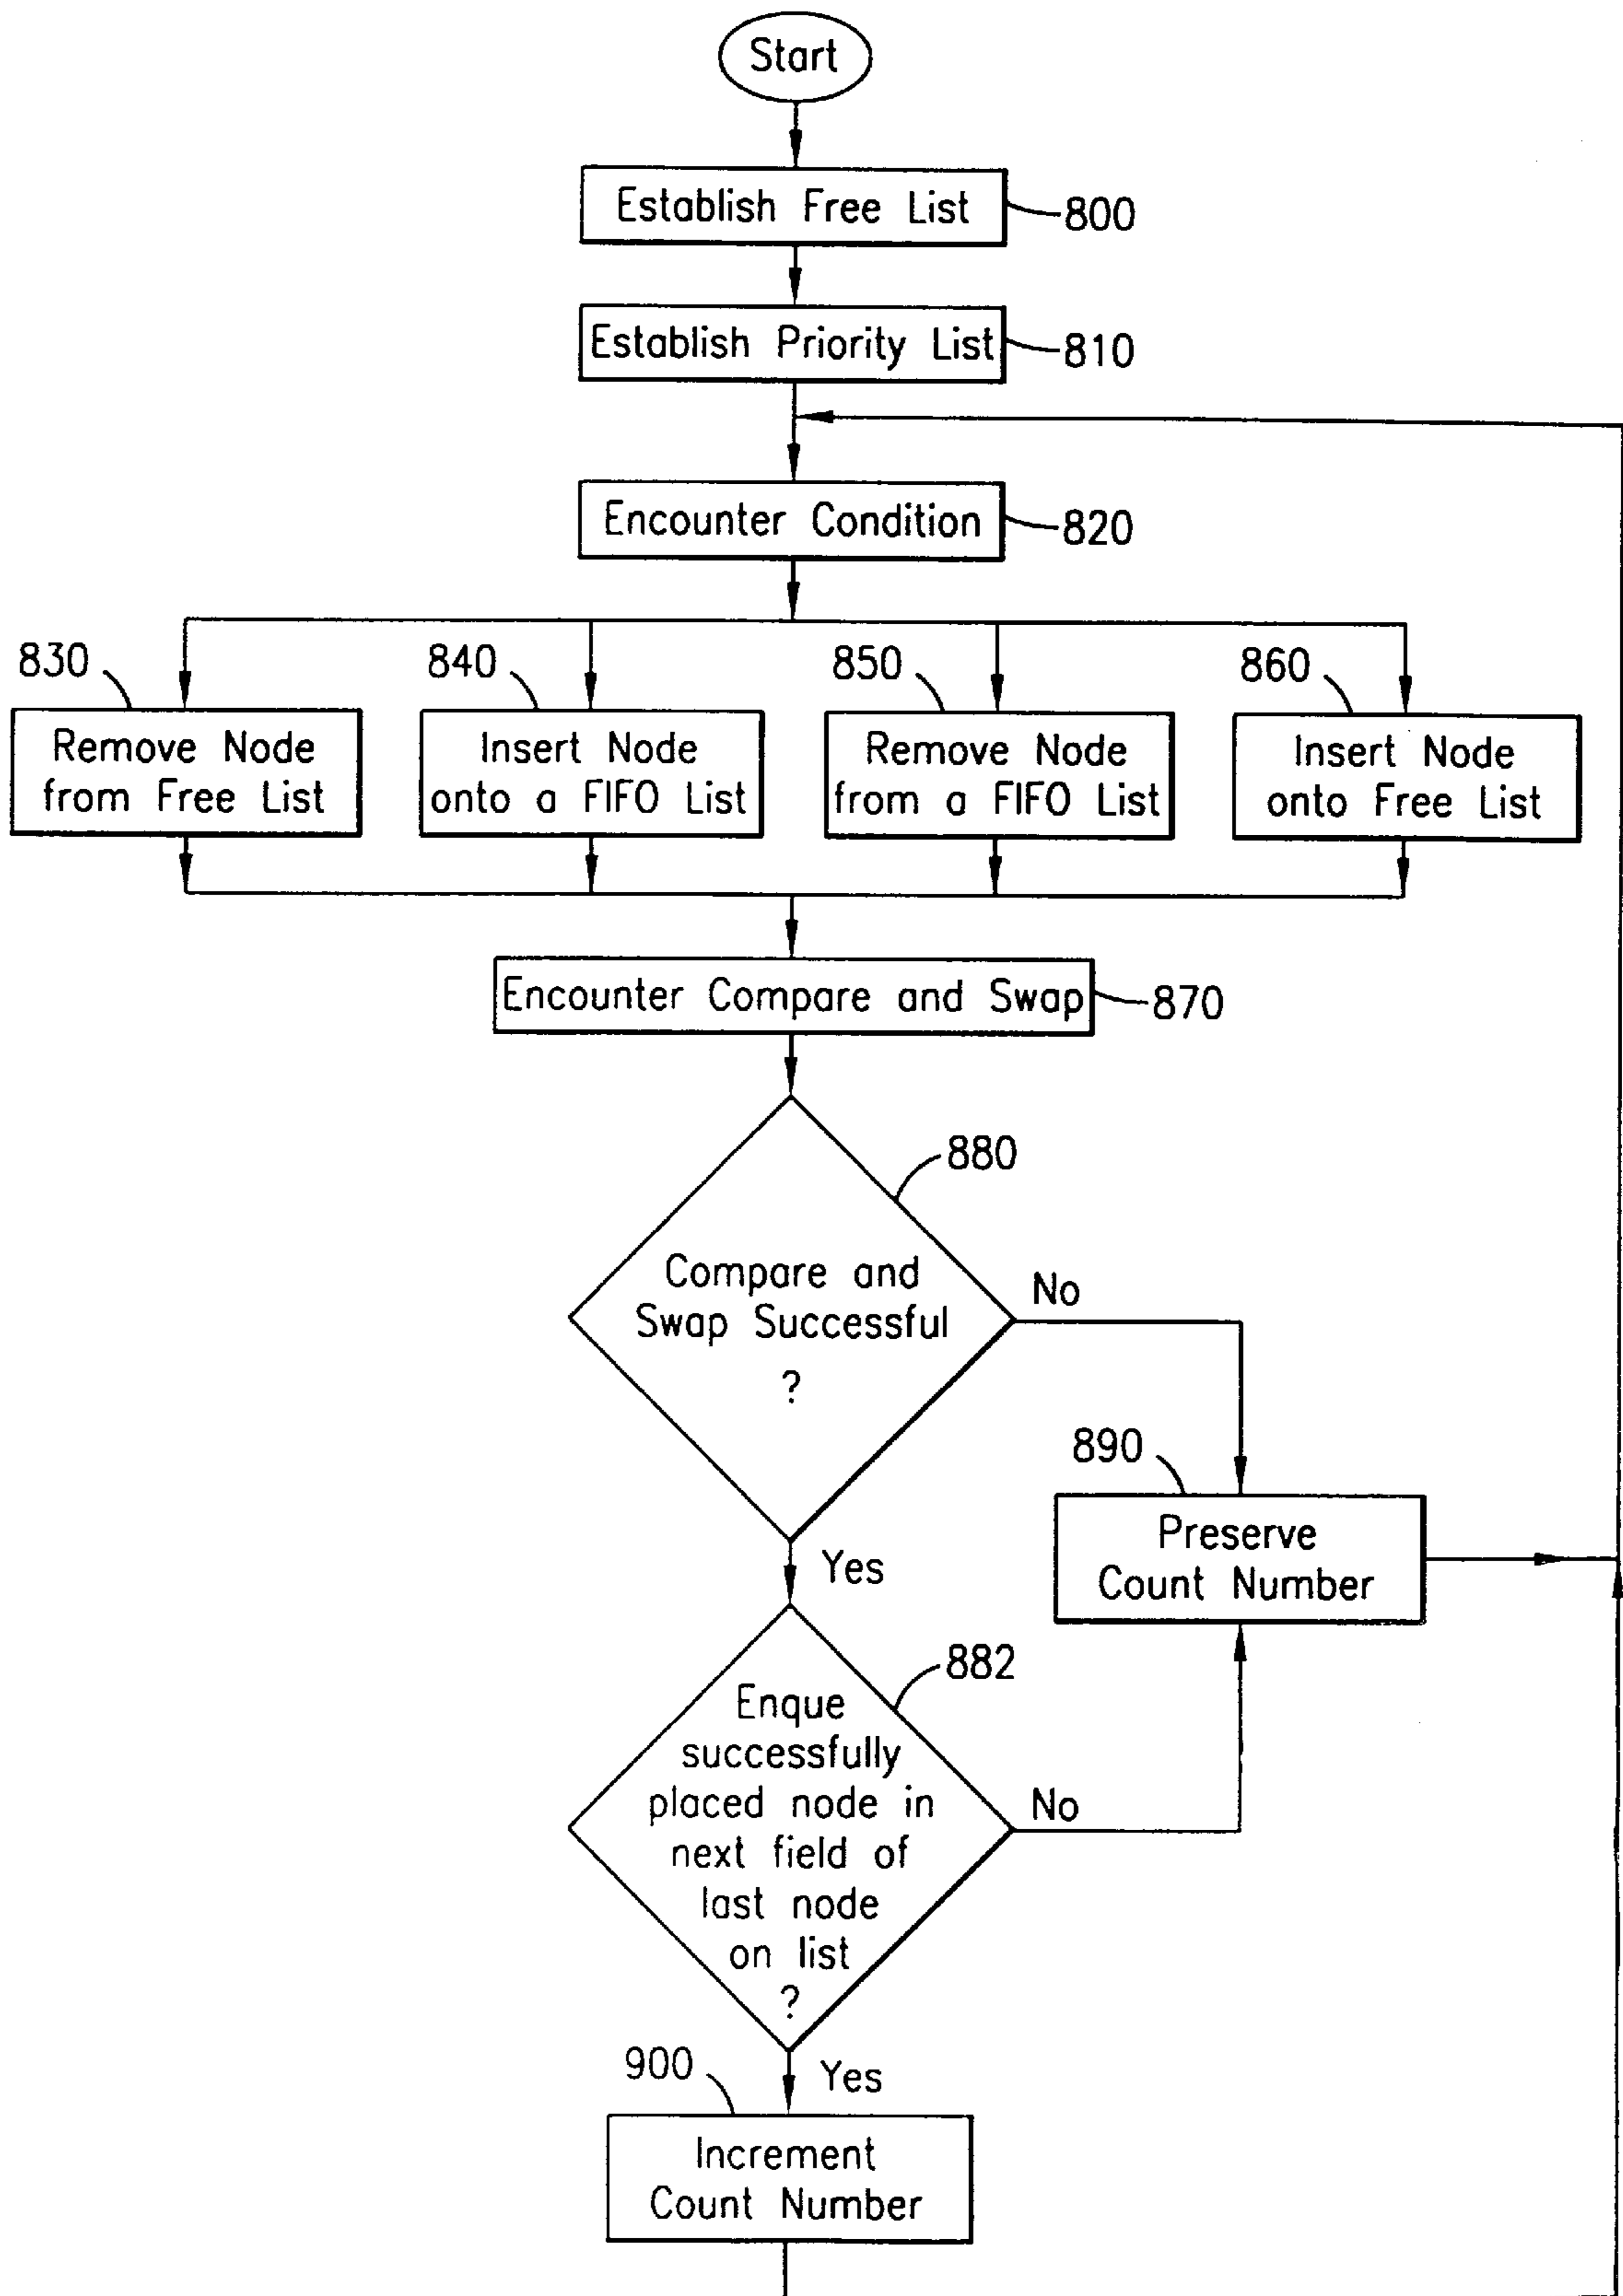 Start
Establish Free List
800
Establish Priority List
810
Encounter Condition
820
830
840
850
860
Remove Node
from Free List
Insert Node
onto a FIFO List
Remove Node
from a FIFO List
Insert Node
onto Free List
Encounter Compare and Swap
870
880
Compare and
Swap Successful
?
No
890
Preserve
Count Number
Yes
882
Enque
successfully
placed node in
next field of
last node
on list
?
No
900
Yes
Increment
Count Number